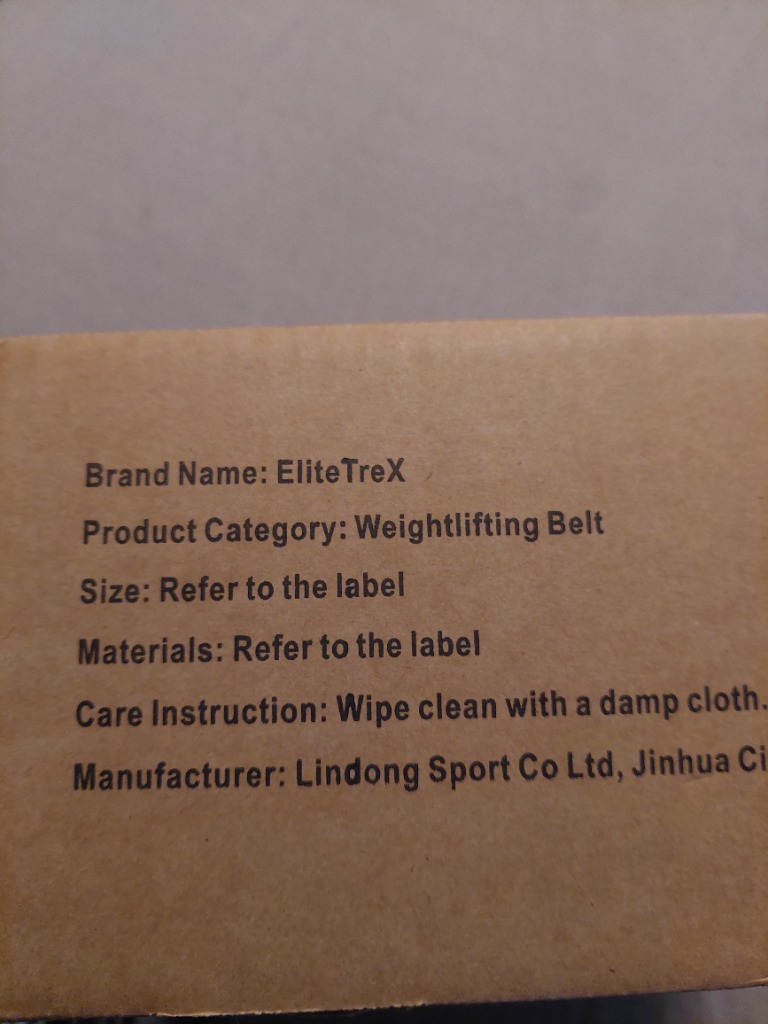 Brand Name: EliteTreX
Product Category: Weightlifting Belt
Size: Refer to the label
Materials: Refer to the label
Care Instruction: Wipe clean with a damp cloth.
Manufacturer: Lindong Sport Co Ltd, Jinhua Ci